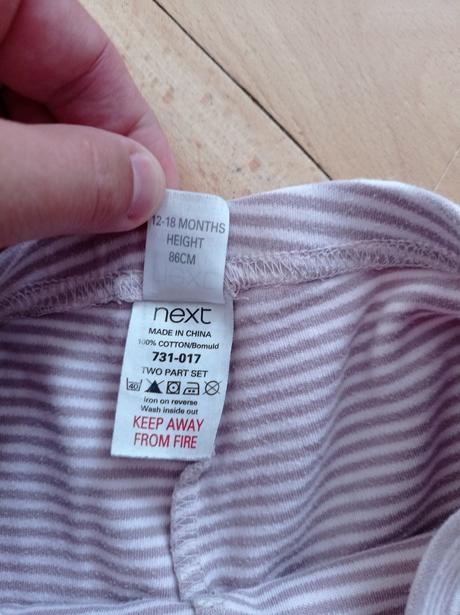 12-18 MONTHS
HEIGHT
86CM
next
MADE IN CHINA
100% COTTON/Bomuld
731-017
TWO PART SET
40
iron on reverse
Wash inside out
KEEP AWAY
FROM FIRE